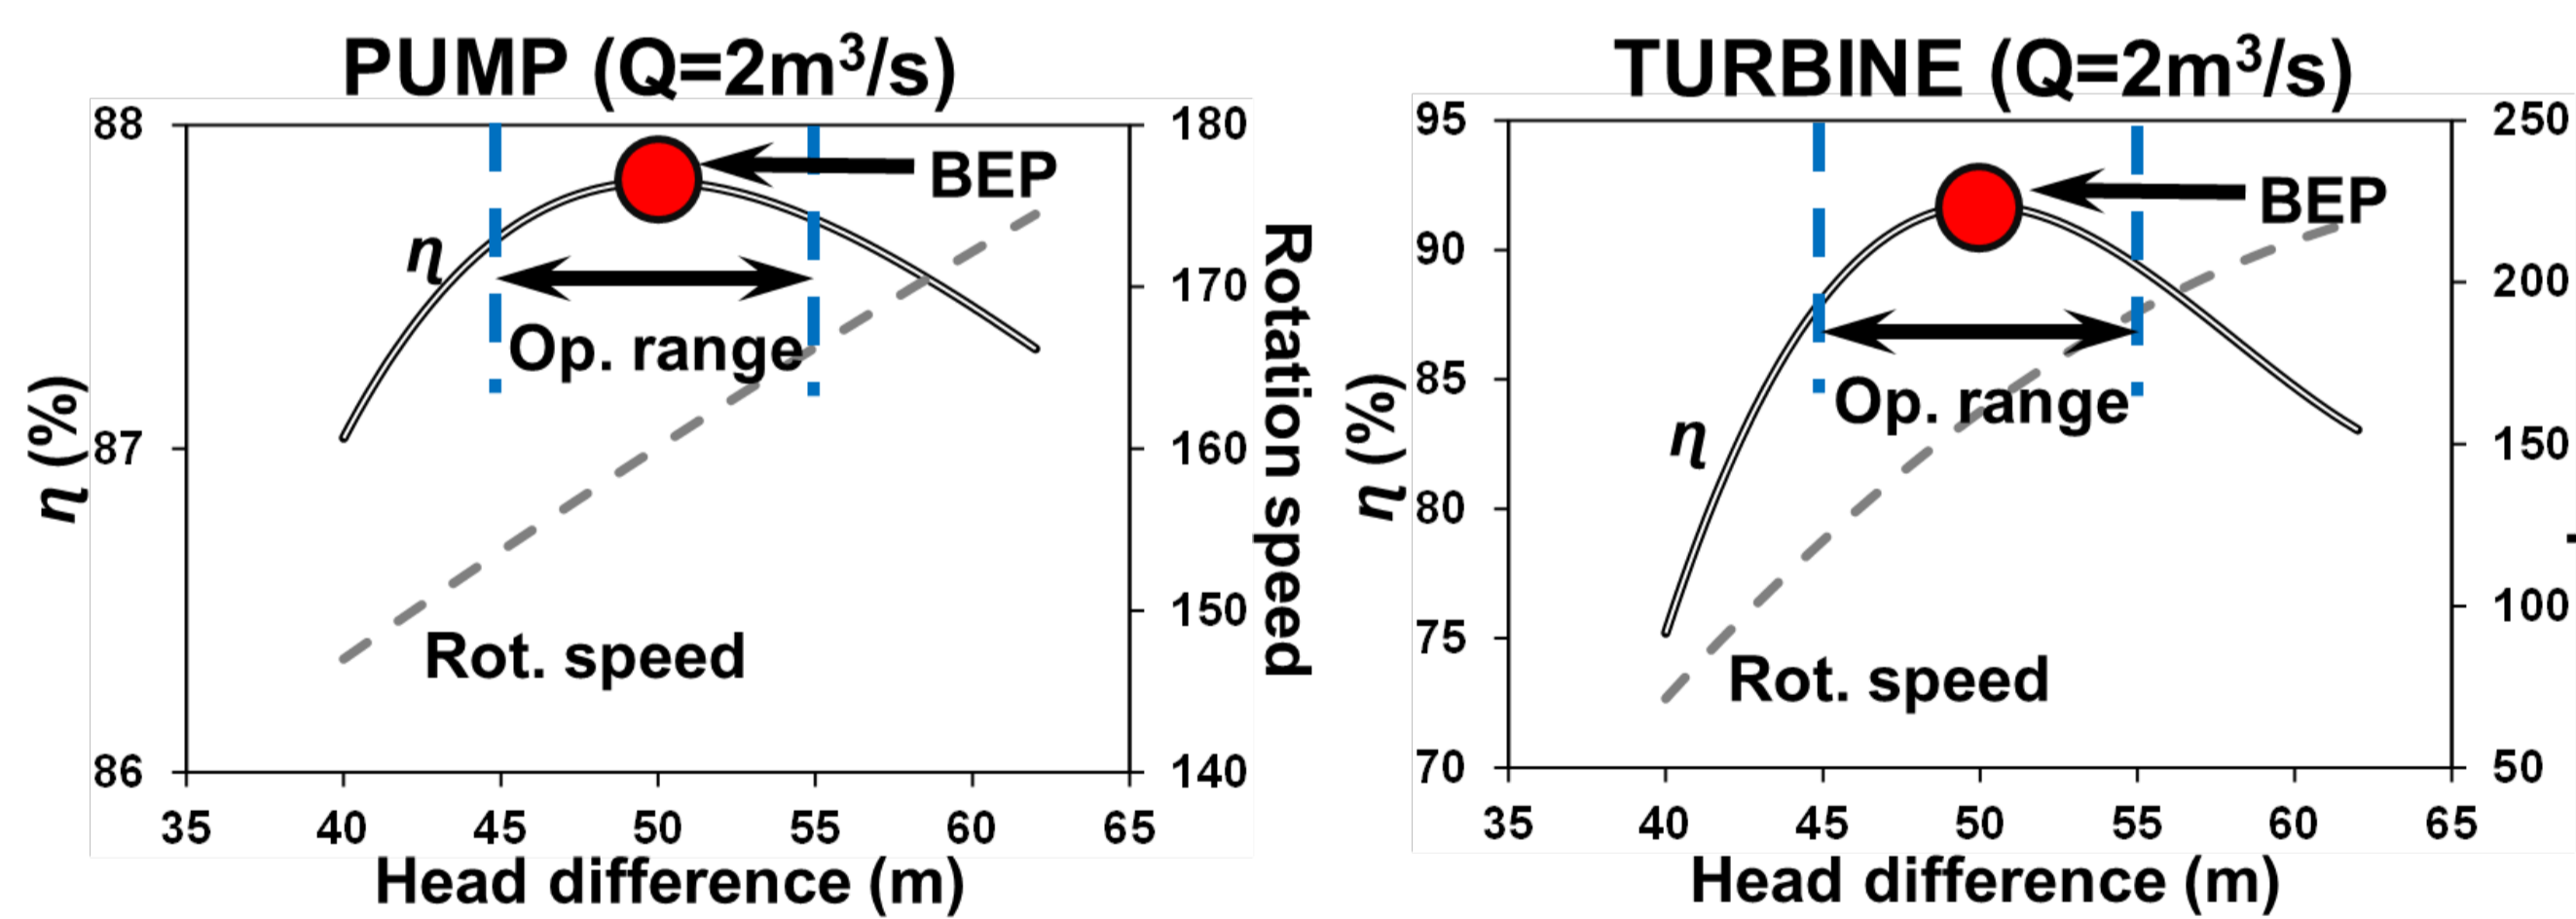 PUMP (Q=2m³/s)
88
87
86
η (%)
180
170
160
150
140
Rotation speed
BEP
η
Op. range
Rot. speed
35 40 45 50 55 60 65
Head difference (m)
TURBINE (Q=2m³/s)
95
90
85
80
75
70
η (%)
250
200
150
100
50
BEP
η
Op. range
Rot. speed
35 40 45 50 55 60 65
Head difference (m)